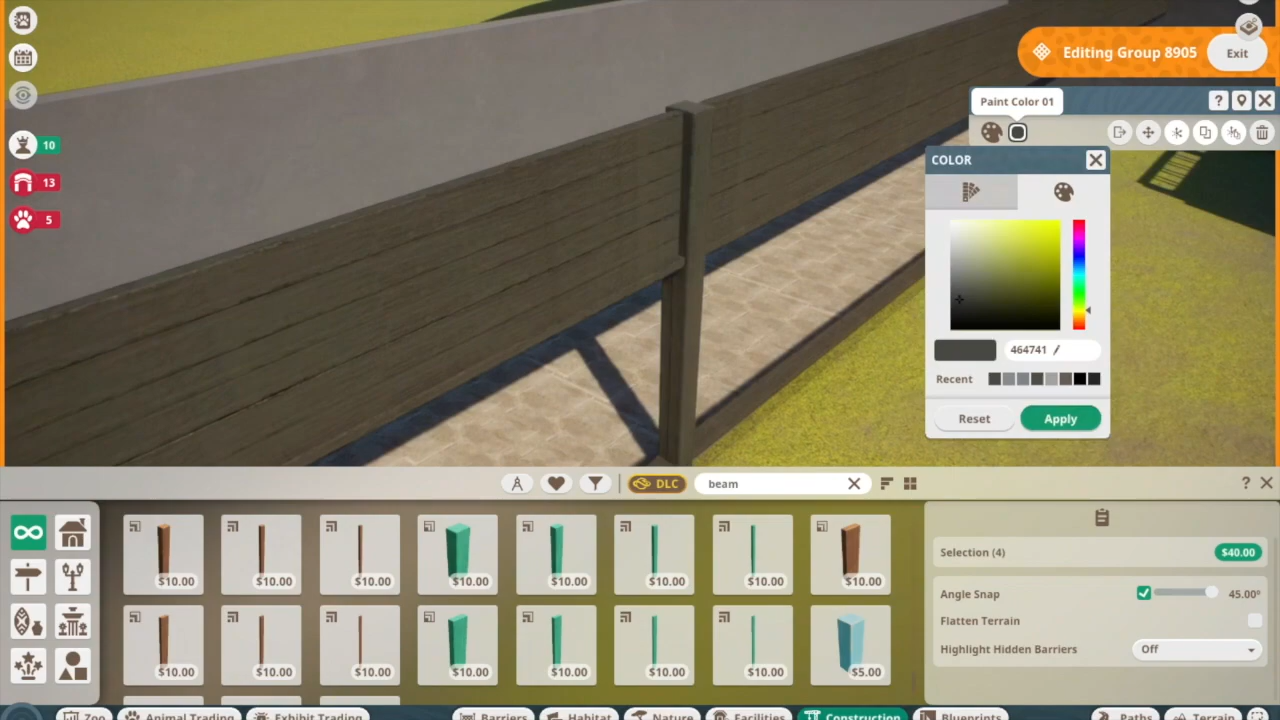 Editing Group 8905
Exit
Paint Color 01
?
10
13
5
COLOR
464741
Recent
Reset
Apply
DLC
beam
?
$10.00 $10.00 $10.00 $10.00 $10.00 $10.00 $10.00 $10.00
$10.00 $10.00 $10.00 $10.00 $10.00 $10.00 $10.00 $5.00
Selection (4)
$40.00
Angle Snap
45.00°
Flatten Terrain
Highlight Hidden Barriers
Off
Zoo Animal Trading Exhibit Trading Barriers Habitat Nature Facilities Construction Blueprints Paths Terrain